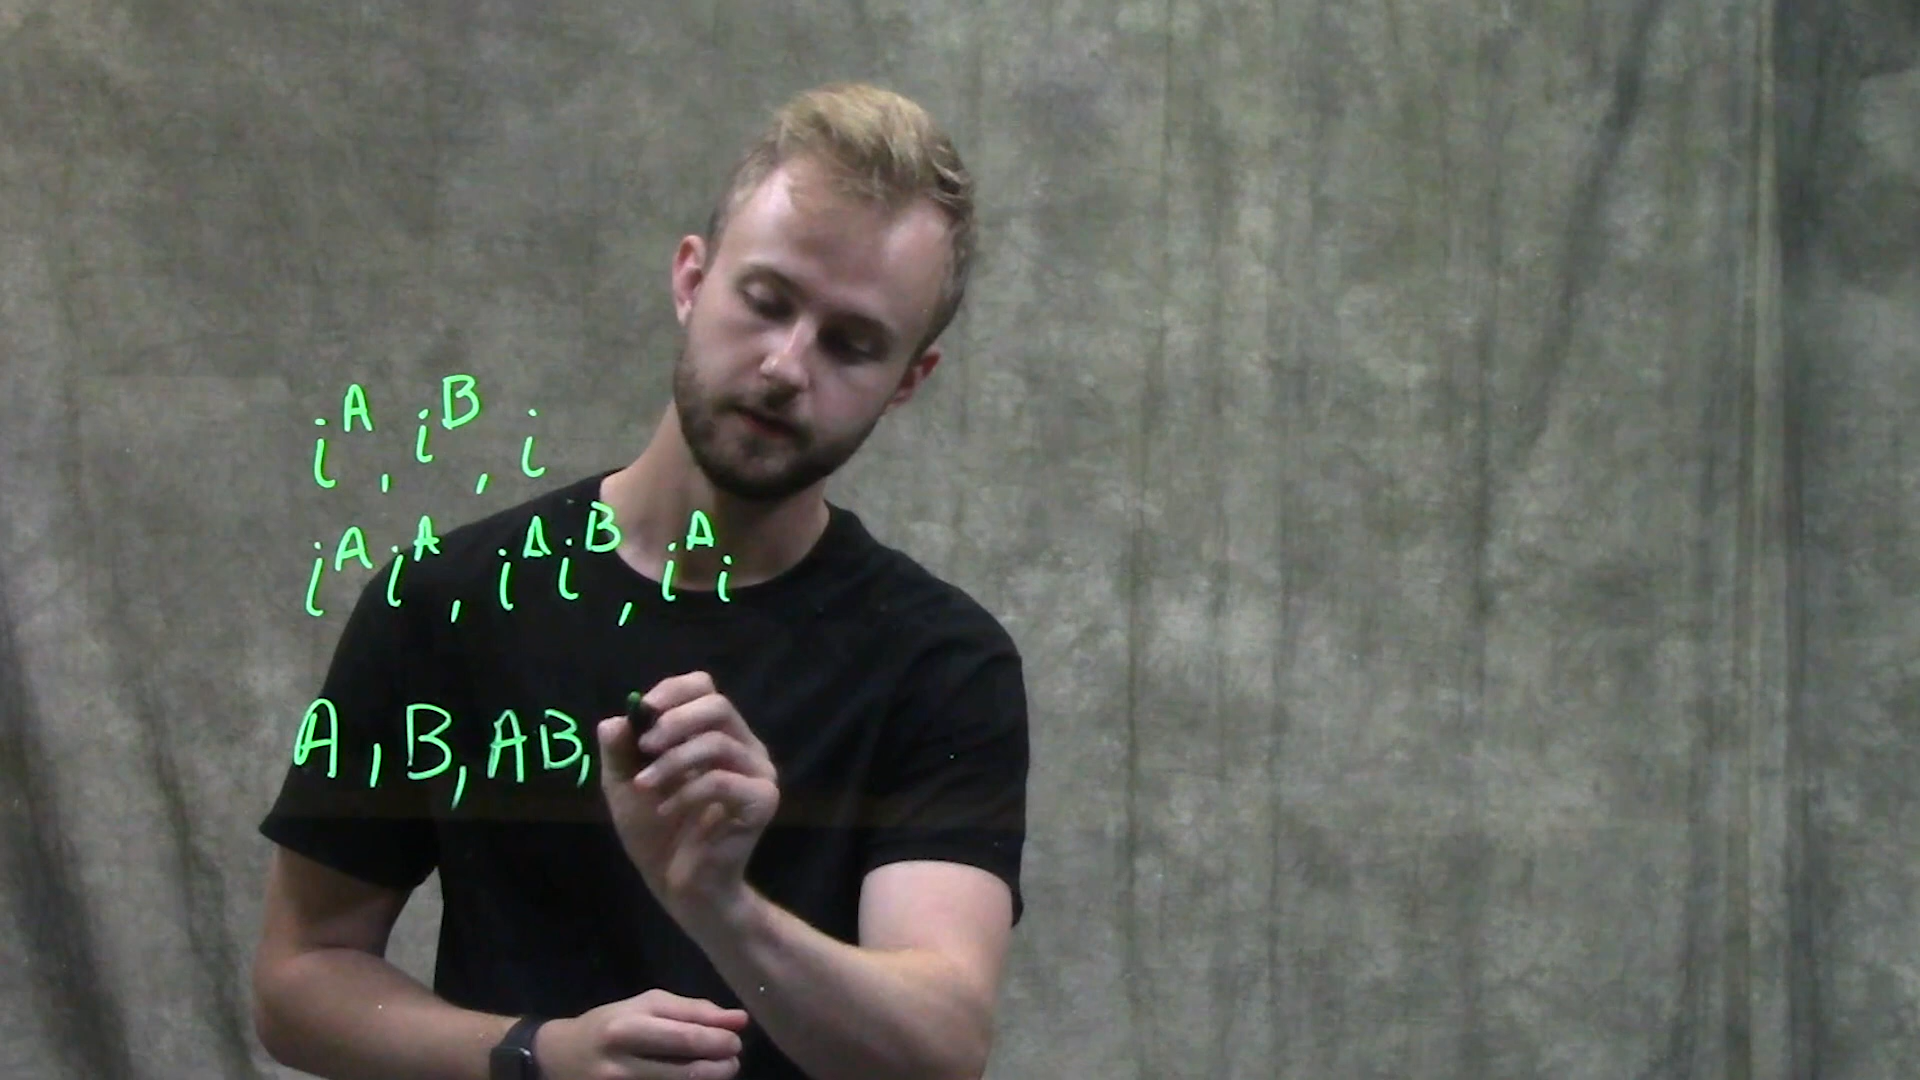 i^A, i^B, i
i^A i^A, i^A i^B, i^A i
A, B, AB,